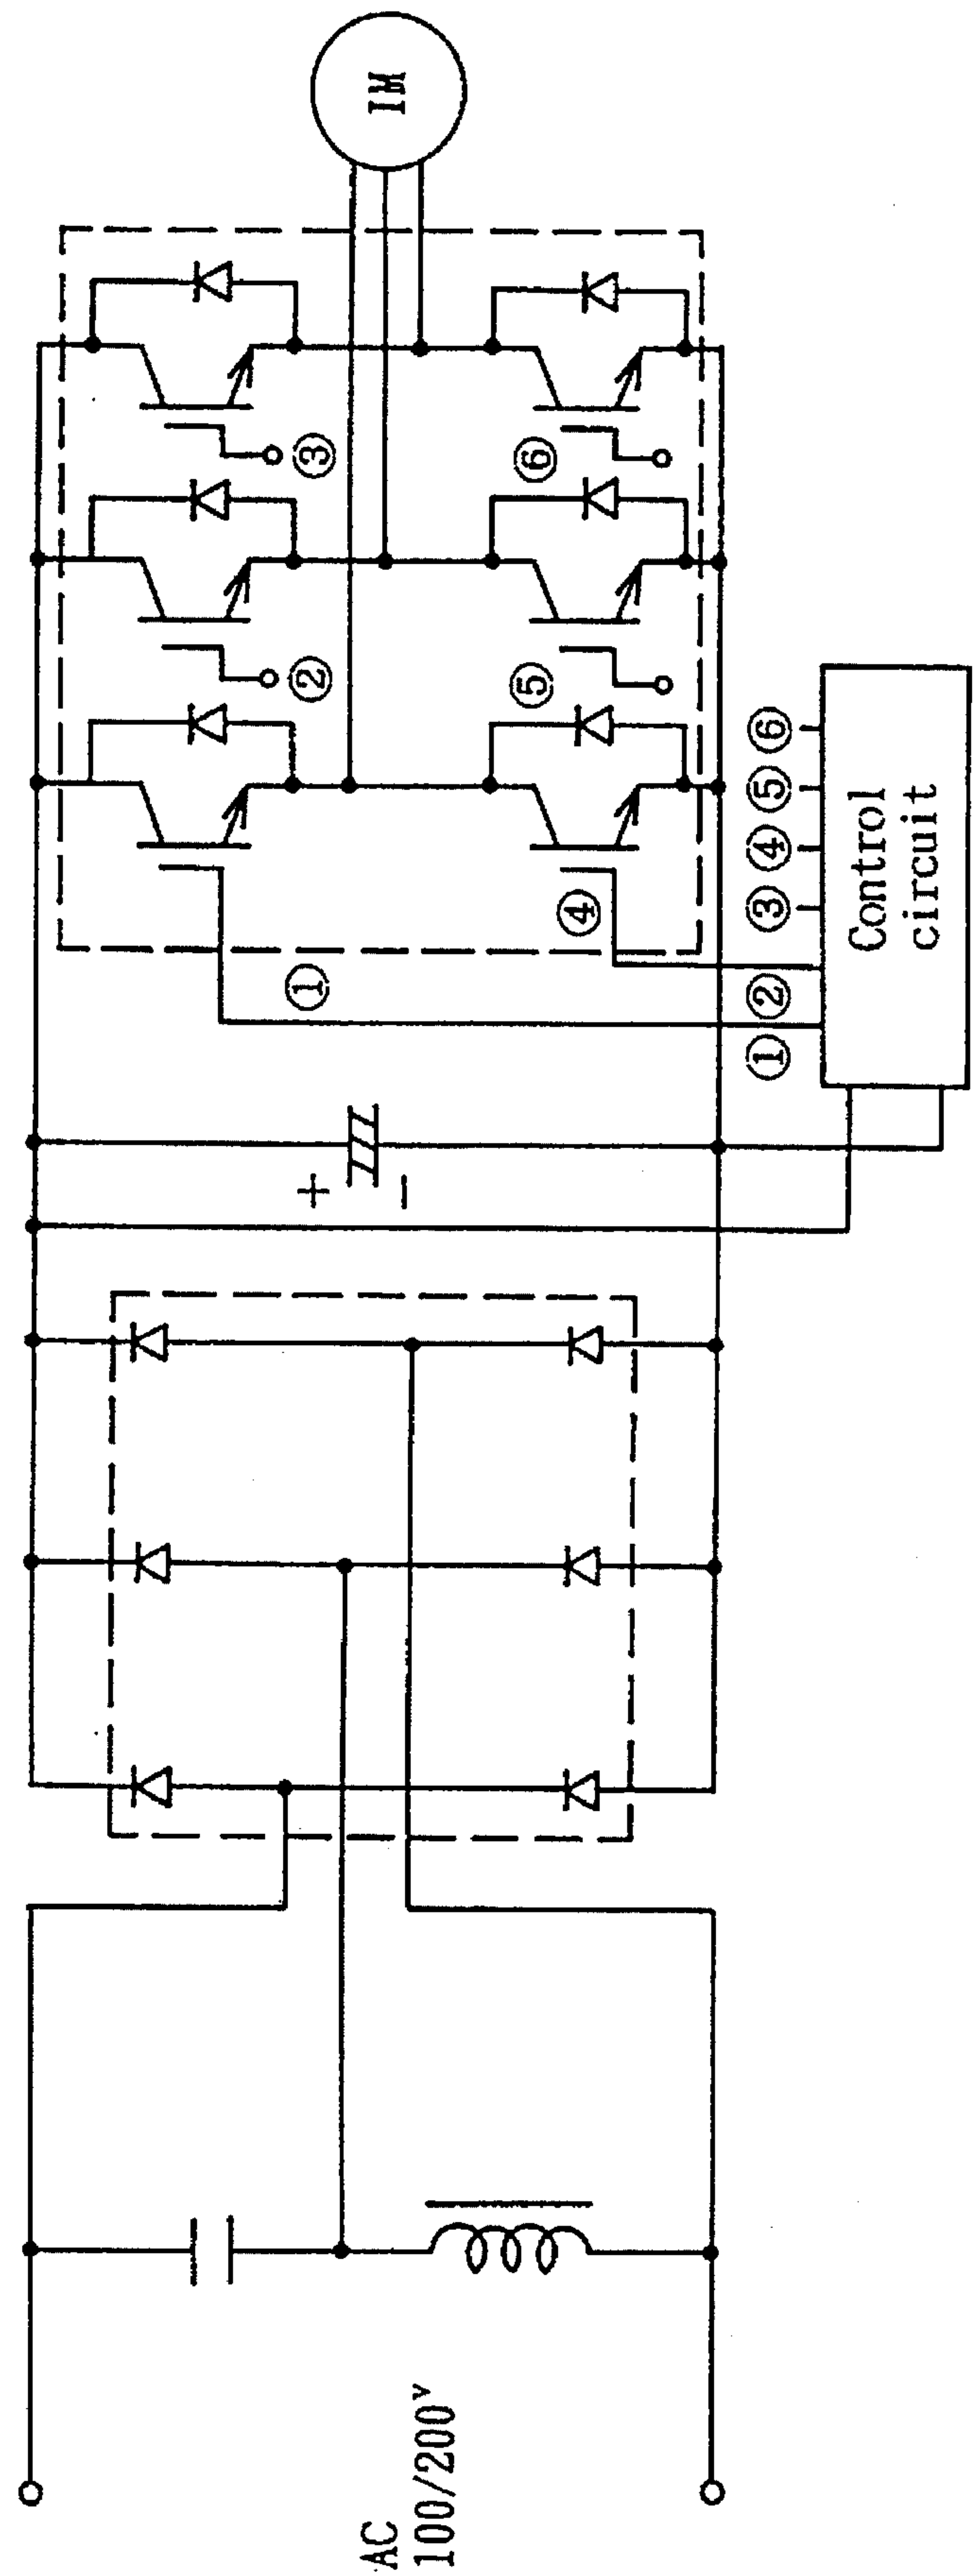 AC
100/200V
+
−
①
④
②
⑤
③
⑥
IM
① ② ③ ④ ⑤ ⑥
Control
circuit